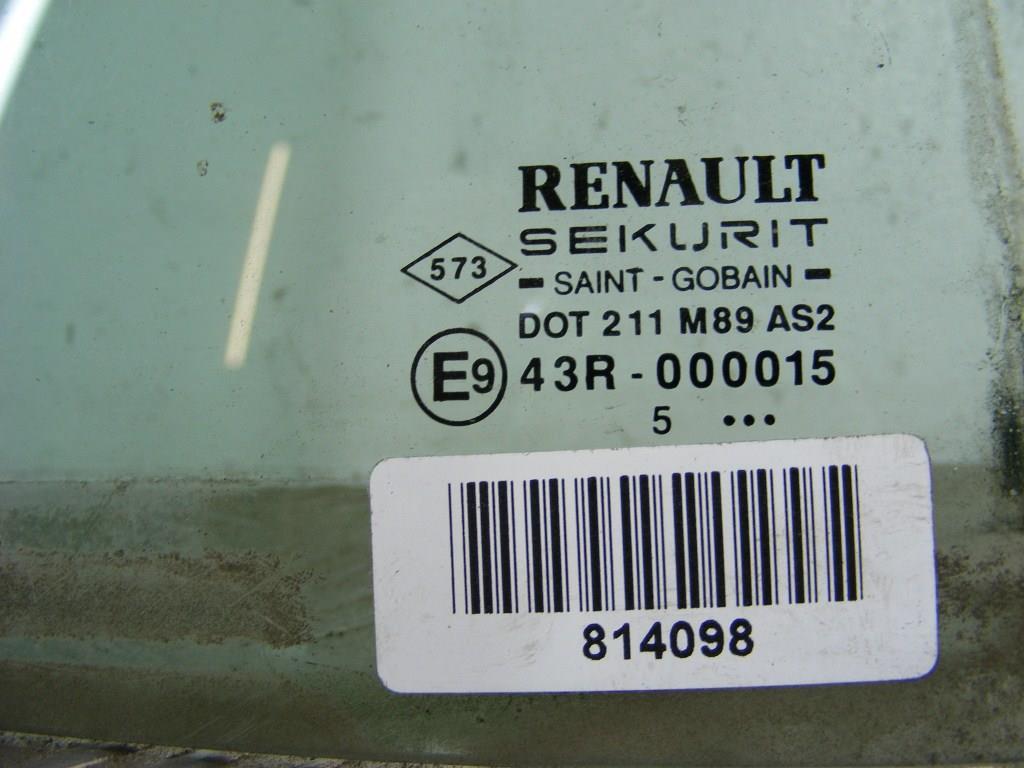 RENAULT
SEKURIT
573
- SAINT - GOBAIN -
DOT 211 M89 AS2
E9 43R - 000015
5 •••
814098